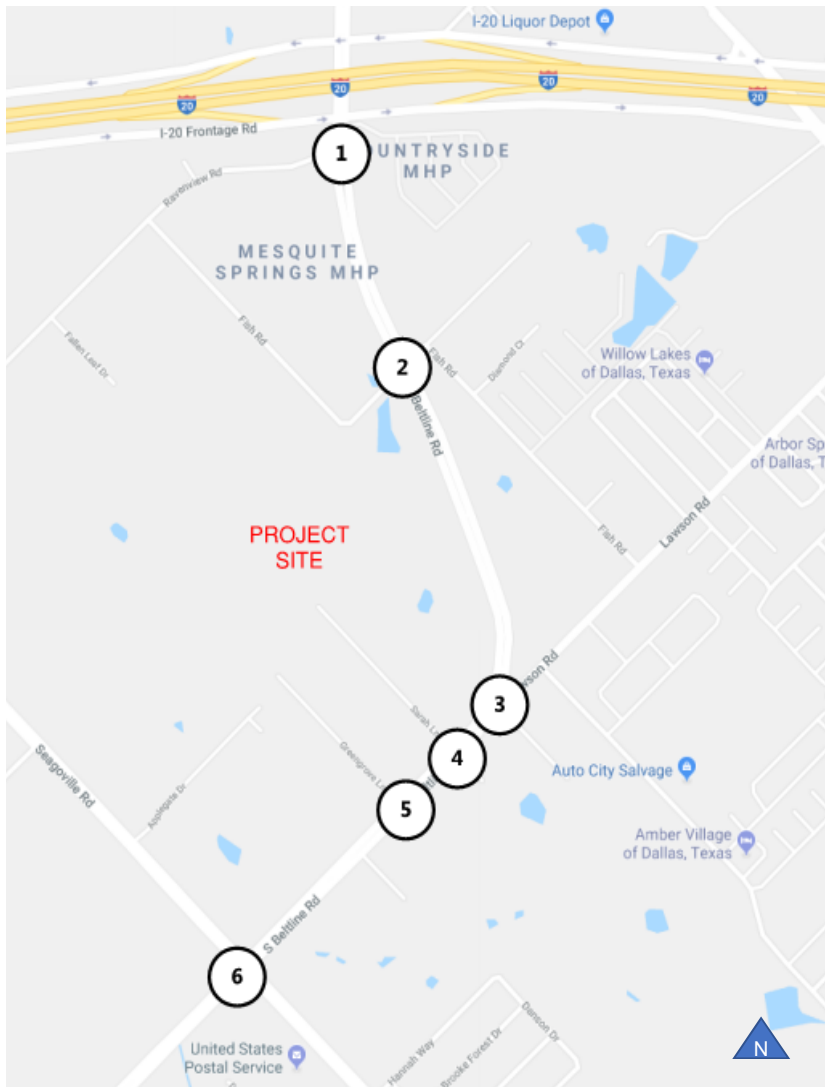 I-20 Liquor Depot
20
20
20
20
I-20 Frontage Rd
1
UNTRYSIDE
MHP
Ravenview Rd
MESQUITE
SPRINGS MHP
Fish Rd
Fallen Leaf Dr
2
Fish Rd
Diamond Ct
Willow Lakes
of Dallas, Texas
Beltline Rd
Arbor Sp
of Dallas, T
Lawson Rd
PROJECT
SITE
Fish Rd
wson Rd
3
Sarah L
4
Greengrove L
5
Auto City Salvage
Seagoville Rd
Applegate Dr
Amber Village
of Dallas, Texas
S Beltline Rd
6
United States
Postal Service
Hannah Way
Brooke Forest Dr
Danson Dr
N